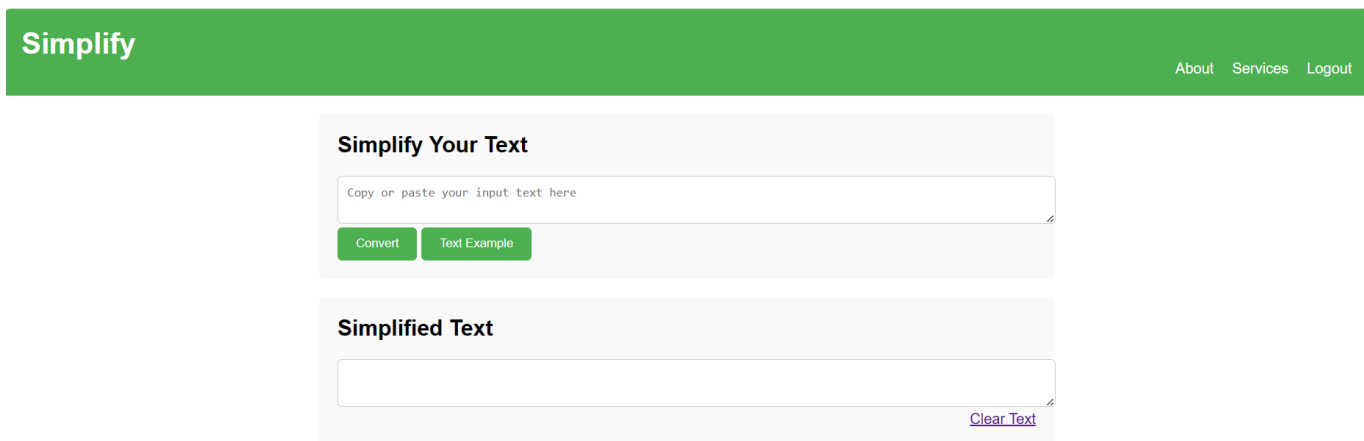 Simplify
About Services Logout
Simplify Your Text
Copy or paste your input text here
Convert Text Example
Simplified Text
Clear Text